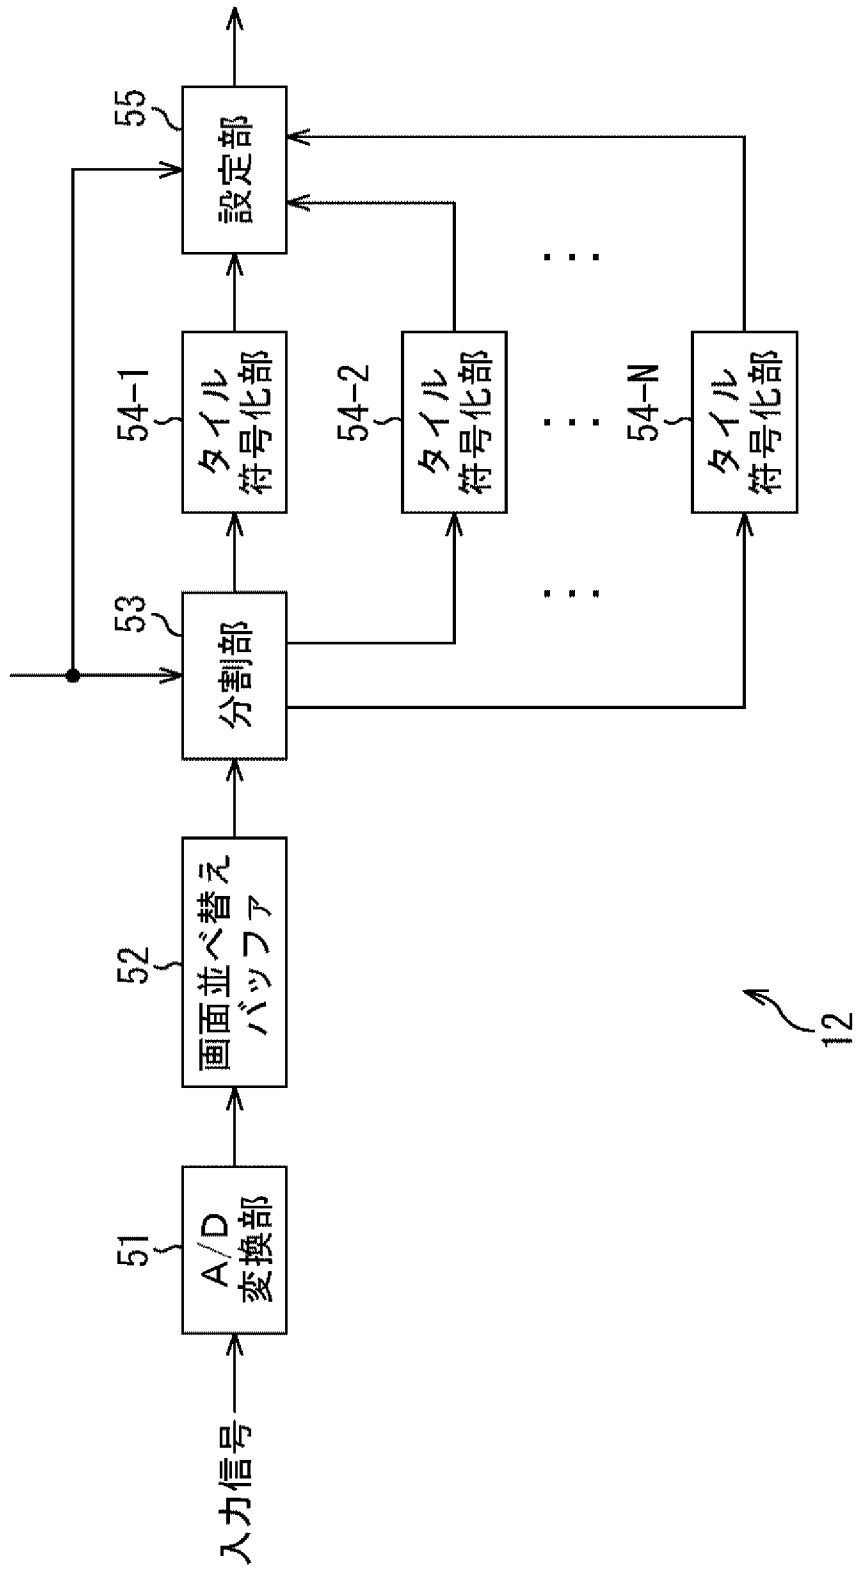 入力信号
51
A/D
変換部
52
画面並べ替え
バッファ
53
分割部
54-1
タイル
符号化部
54-2
タイル
符号化部
54-N
タイル
符号化部
...
...
...
55
設定部
12